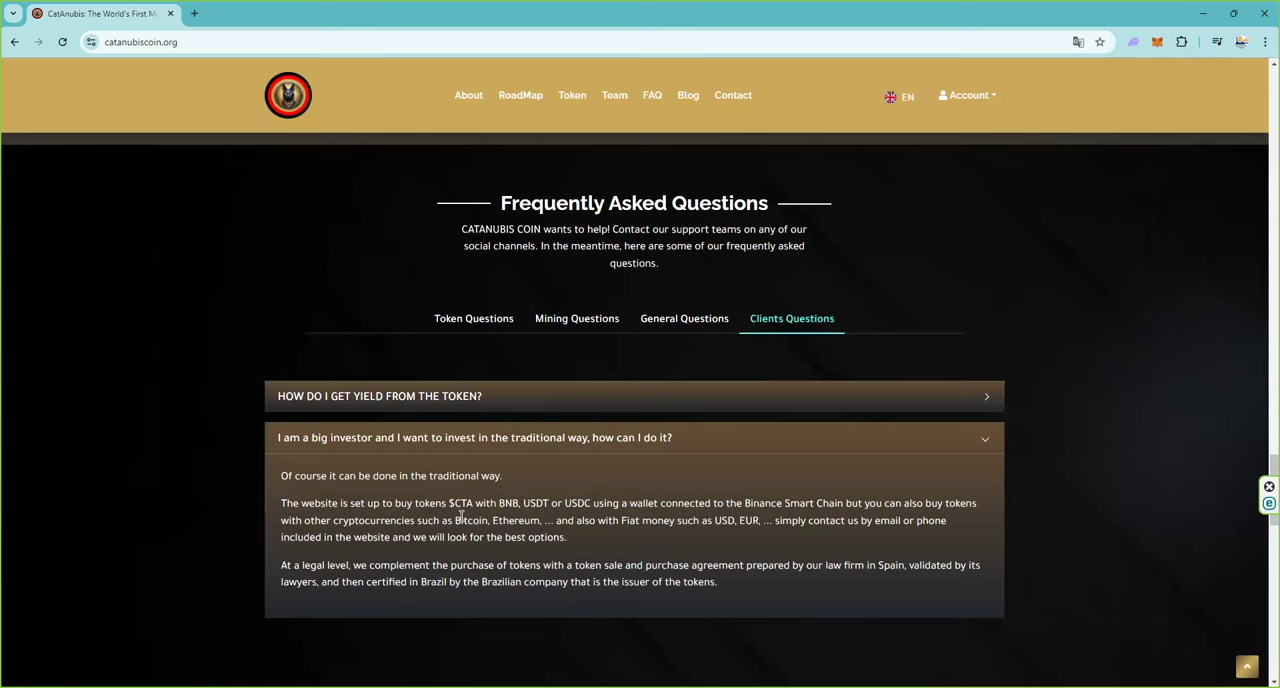 CatAnubis: The World's First Mi
catanubiscoin.org
About RoadMap Token Team FAQ Blog Contact
EN
Account
Frequently Asked Questions
CATANUBIS COIN wants to help! Contact our support teams on any of our
social channels. In the meantime, here are some of our frequently asked
questions.
Token Questions Mining Questions General Questions Clients Questions
HOW DO I GET YIELD FROM THE TOKEN?
I am a big investor and I want to invest in the traditional way, how can I do it?
Of course it can be done in the traditional way.
The website is set up to buy tokens $CTA with BNB, USDT or USDC using a wallet connected to the Binance Smart Chain but you can also buy tokens
with other cryptocurrencies such as Bitcoin, Ethereum, ... and also with Fiat money such as USD, EUR, ... simply contact us by email or phone
included in the website and we will look for the best options.
At a legal level, we complement the purchase of tokens with a token sale and purchase agreement prepared by our law firm in Spain, validated by its
lawyers, and then certified in Brazil by the Brazilian company that is the issuer of the tokens.